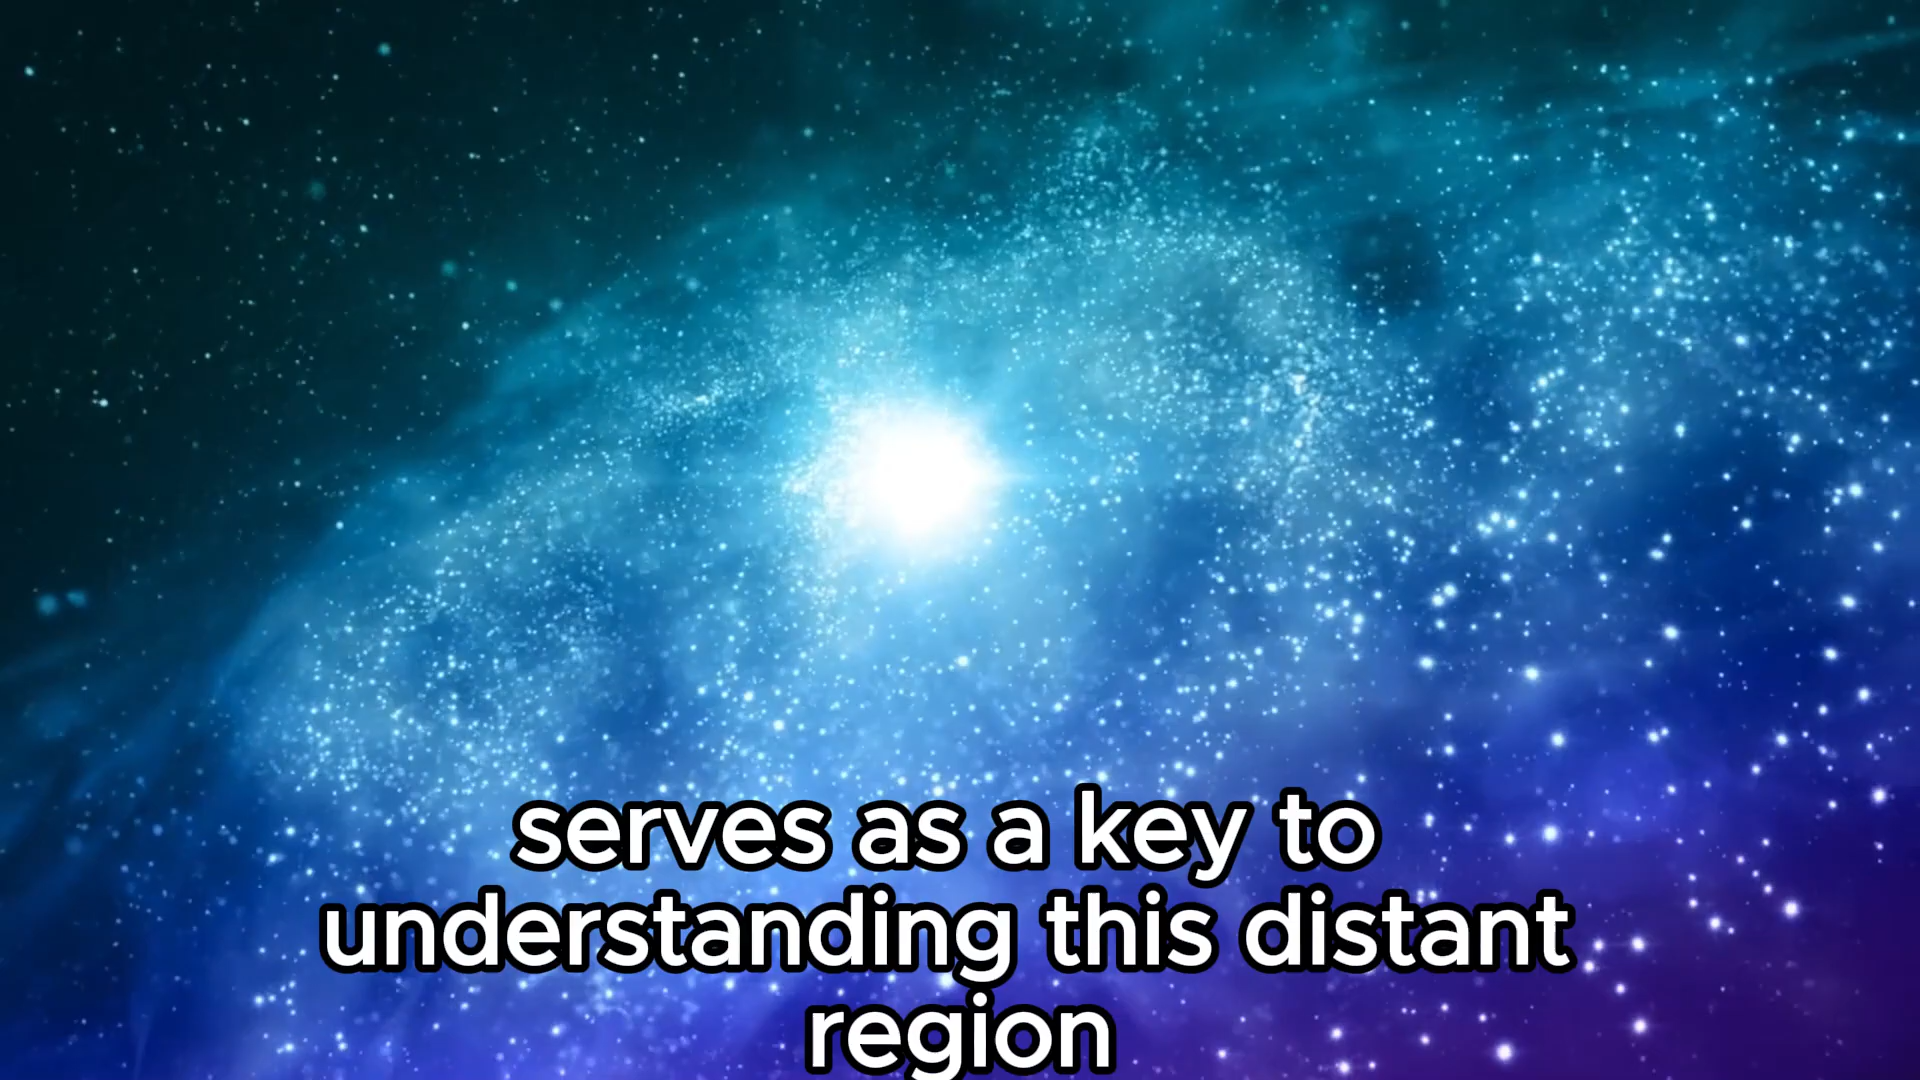 serves as a key to
understanding this distant
region